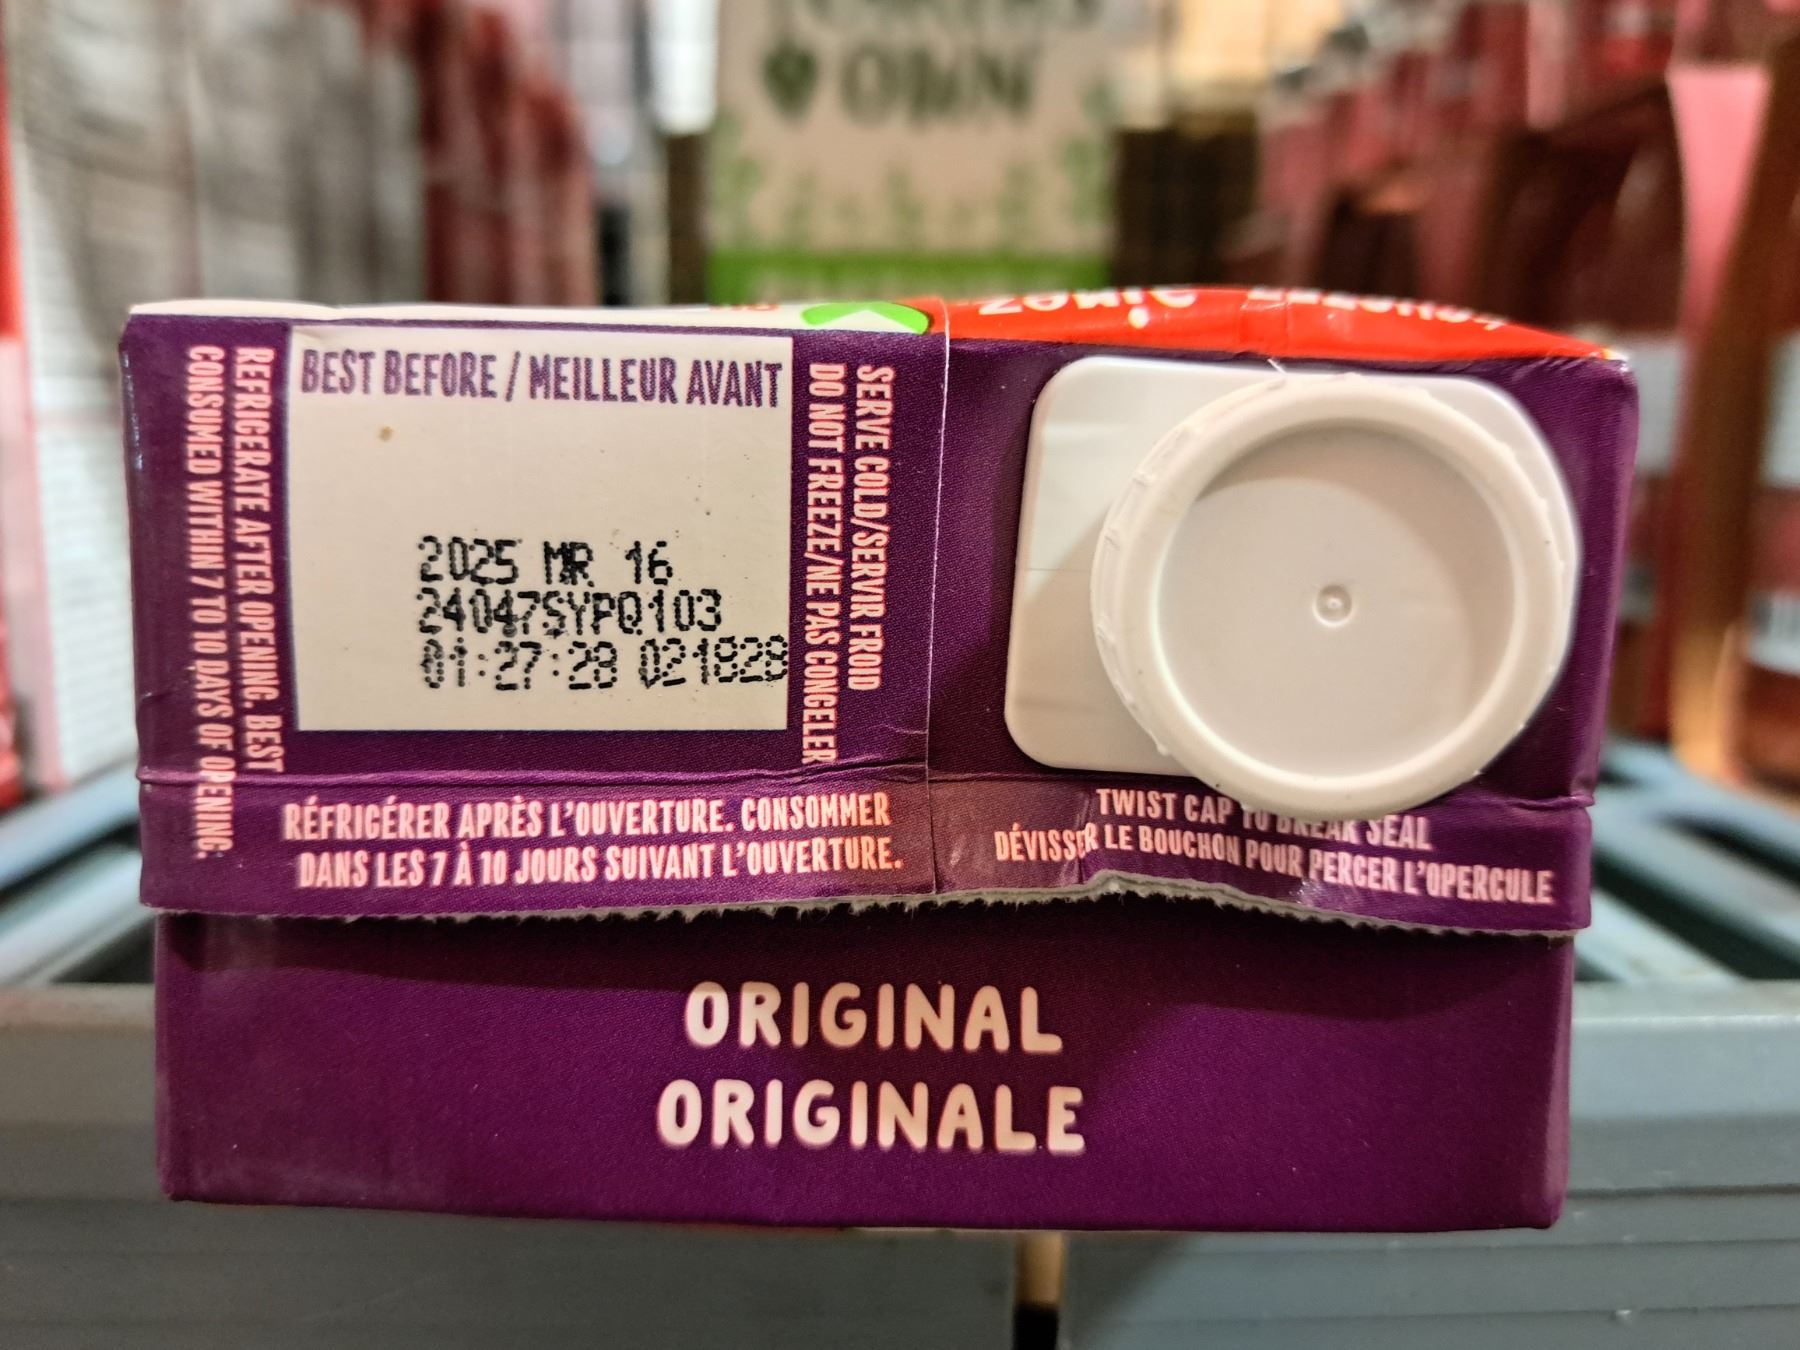 OWN
BEST BEFORE / MEILLEUR AVANT
2025 MR 16
24047SYPQ103
01:27:28 021828
REFRIGERATE AFTER OPENING. BEST
CONSUMED WITHIN 7 TO 10 DAYS OF OPENING.
SERVE COLD/SERVIR FROID
DO NOT FREEZE/NE PAS CONGELER
RÉFRIGÉRER APRÈS L'OUVERTURE. CONSOMMER
DANS LES 7 À 10 JOURS SUIVANT L'OUVERTURE.
TWIST CAP TO BREAK SEAL
DÉVISSER LE BOUCHON POUR PERCER L'OPERCULE
ORIGINAL
ORIGINALE